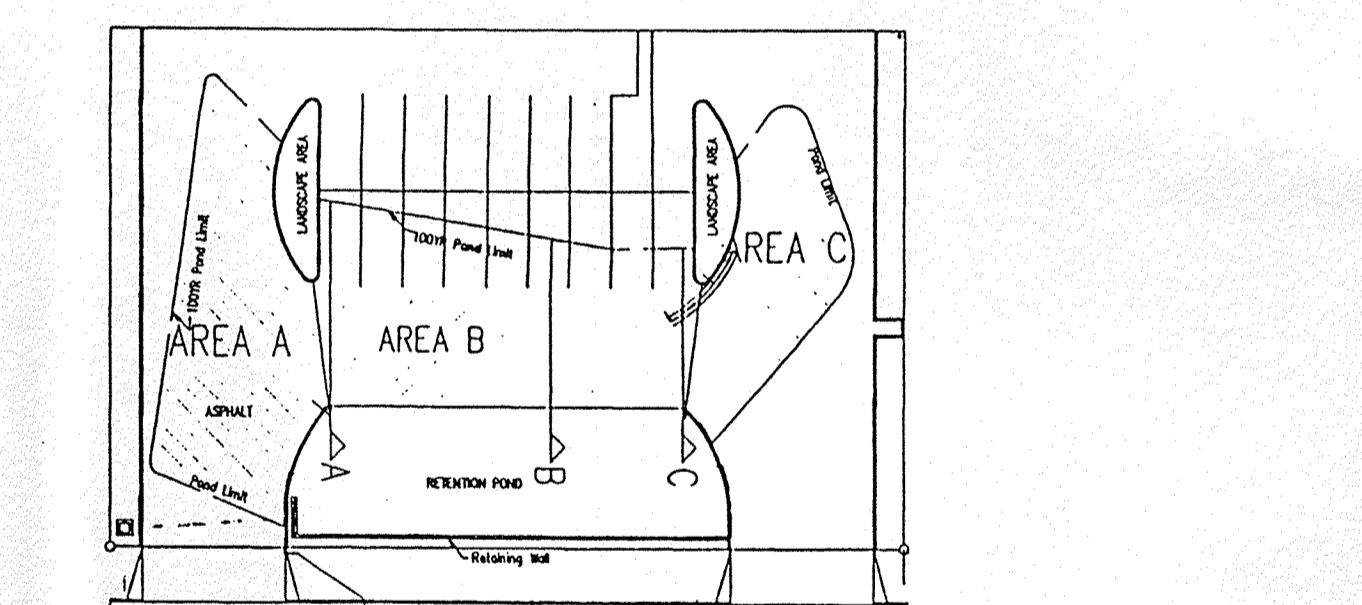 LANDSCAPE AREA
LANDSCAPE AREA
Pond Limit
100YR Pond Limit
100YR Pond Limit
AREA C
AREA A
AREA B
ASPHALT
A
B
C
RETENTION POND
Pond Limit
Retaining Wall